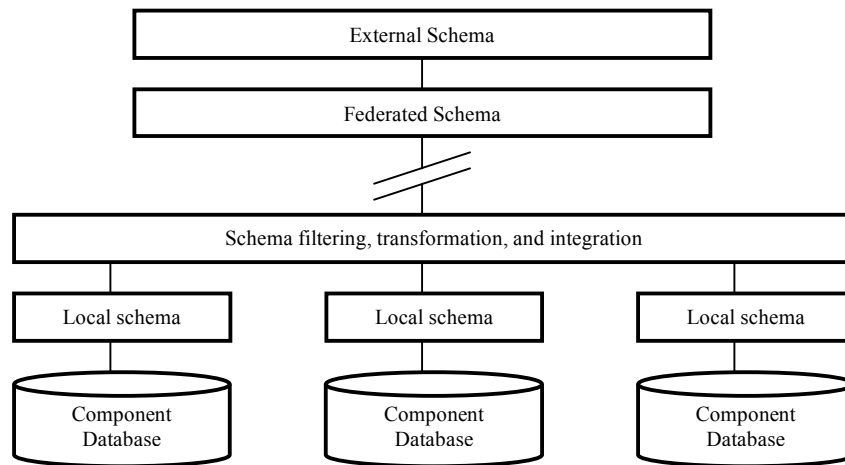 External Schema
Federated Schema
Schema filtering, transformation, and integration
Local schema
Local schema
Local schema
Component
Database
Component
Database
Component
Database